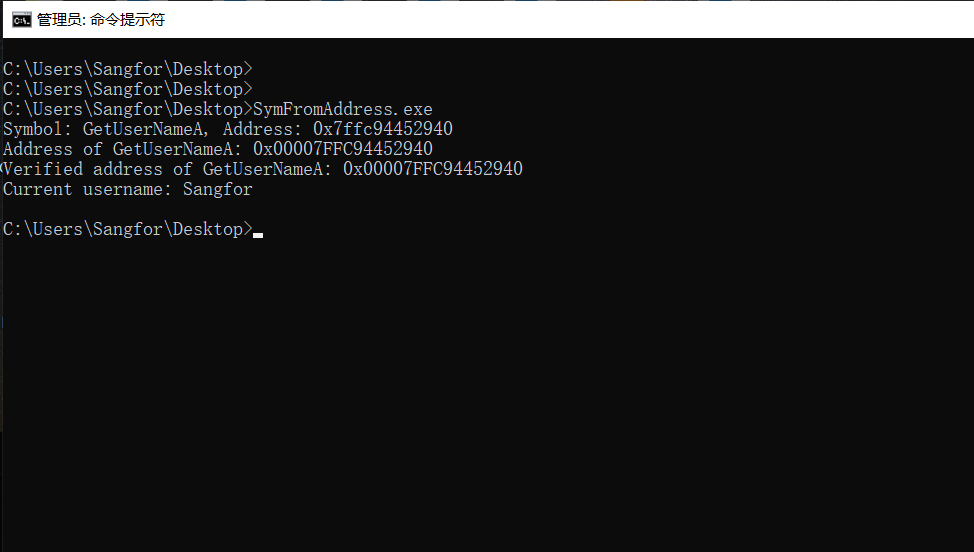 管理员: 命令提示符
C:\Users\Sangfor\Desktop>
C:\Users\Sangfor\Desktop>
C:\Users\Sangfor\Desktop>SymFromAddress.exe
Symbol: GetUserNameA, Address: 0x7ffc94452940
Address of GetUserNameA: 0x00007FFC94452940
Verified address of GetUserNameA: 0x00007FFC94452940
Current username: Sangfor
C:\Users\Sangfor\Desktop>